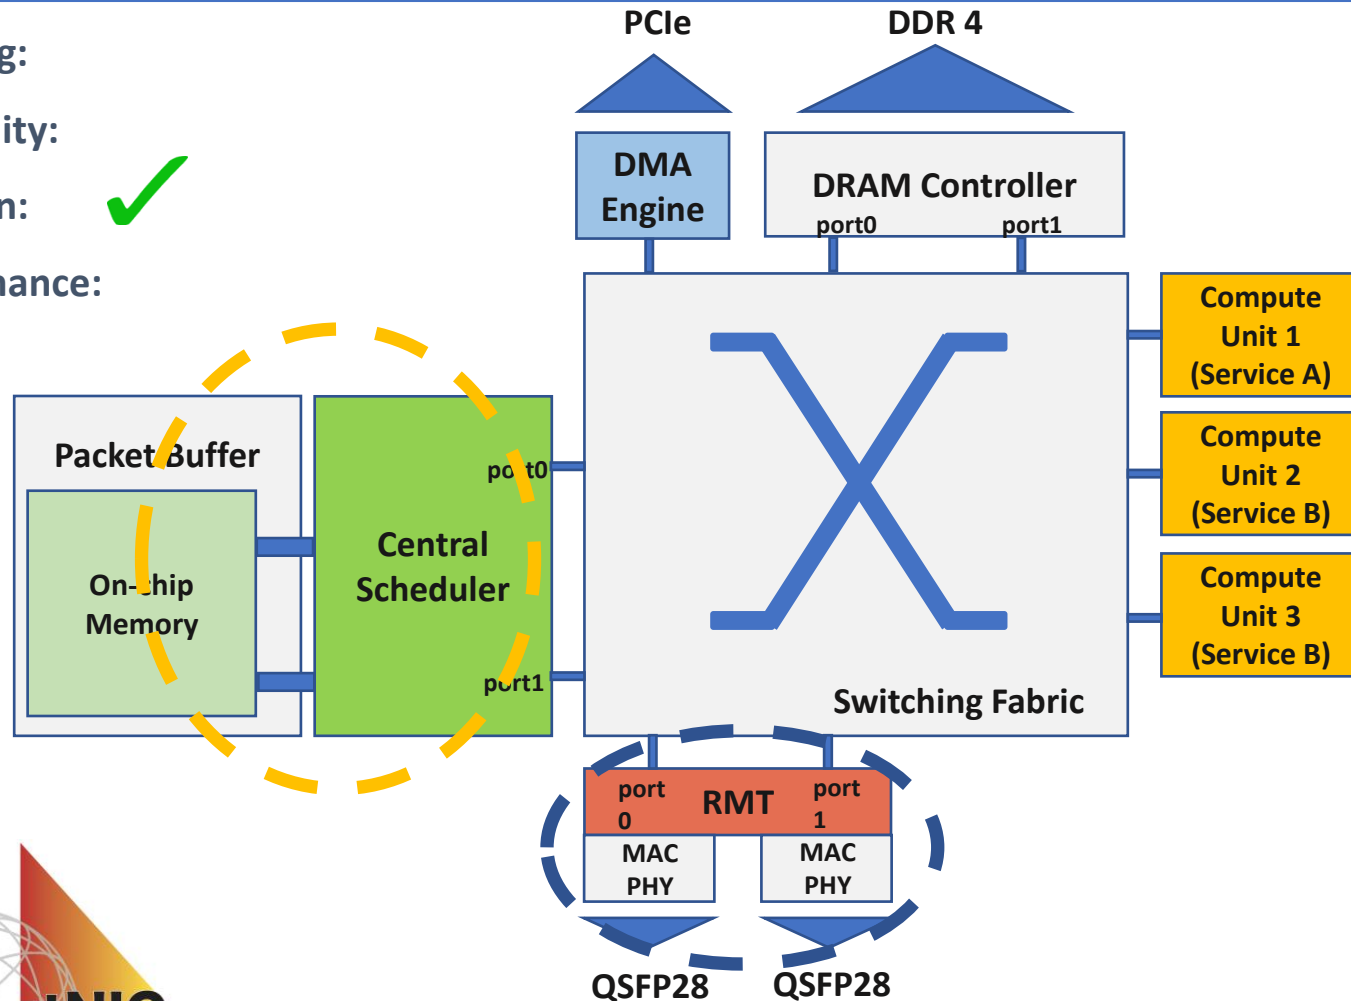 PCIe
DDR 4
g:
ity:
n:
nance:
DMA
Engine
DRAM Controller
port0
port1
Compute
Unit 1
(Service A)
Compute
Unit 2
(Service B)
Compute
Unit 3
(Service B)
Packet Buffer
On-chip
Memory
Central
Scheduler
port0
port1
Switching Fabric
port
0
RMT
port
1
MAC
PHY
MAC
PHY
QSFP28
QSFP28